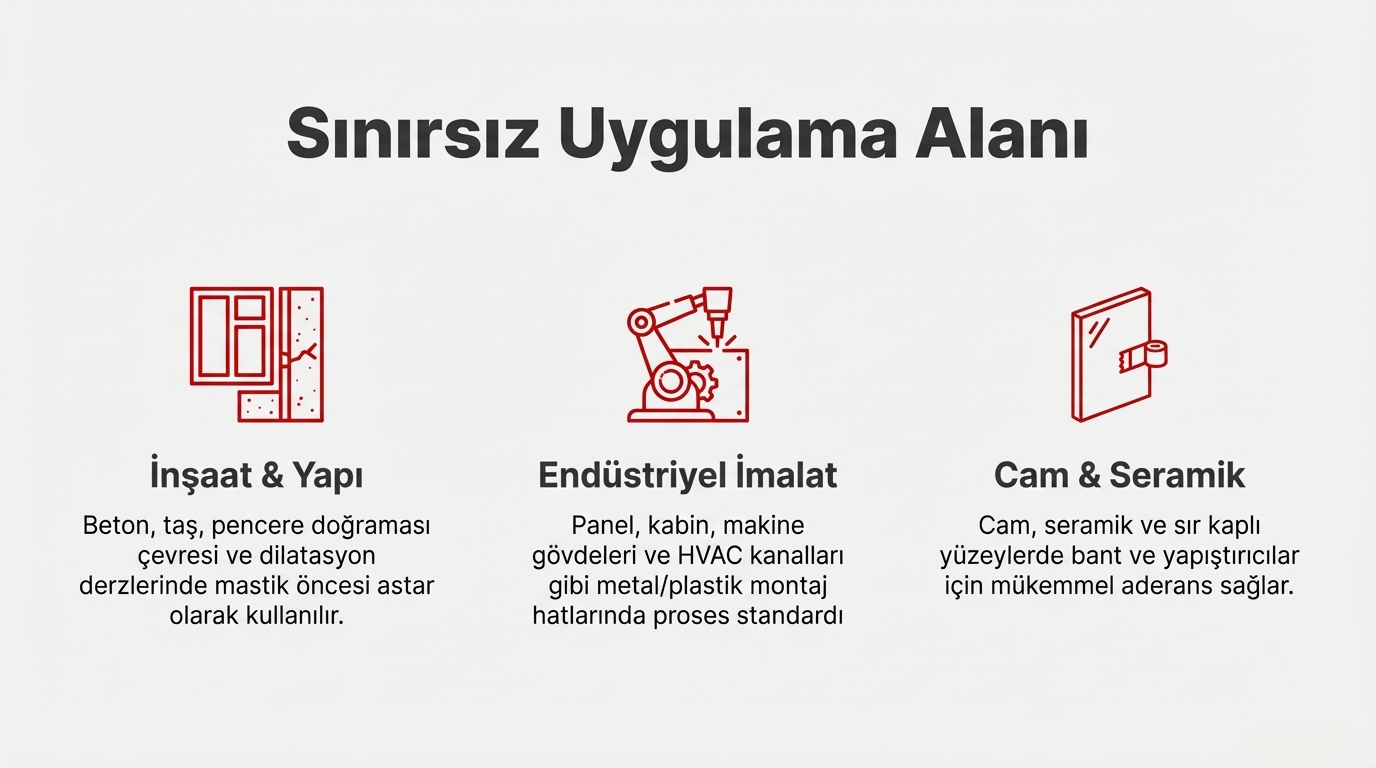 Sınırsız Uygulama Alanı
İnşaat & Yapı
Beton, taş, pencere doğraması
çevresi ve dilatasyon
derzlerinde mastik öncesi astar
olarak kullanılır.
Endüstriyel İmalat
Panel, kabin, makine
gövdeleri ve HVAC kanalları
gibi metal/plastik montaj
hatlarında proses standardı
Cam & Seramik
Cam, seramik ve sır kaplı
yüzeylerde bant ve yapıştırıcılar
için mükemmel aderans sağlar.